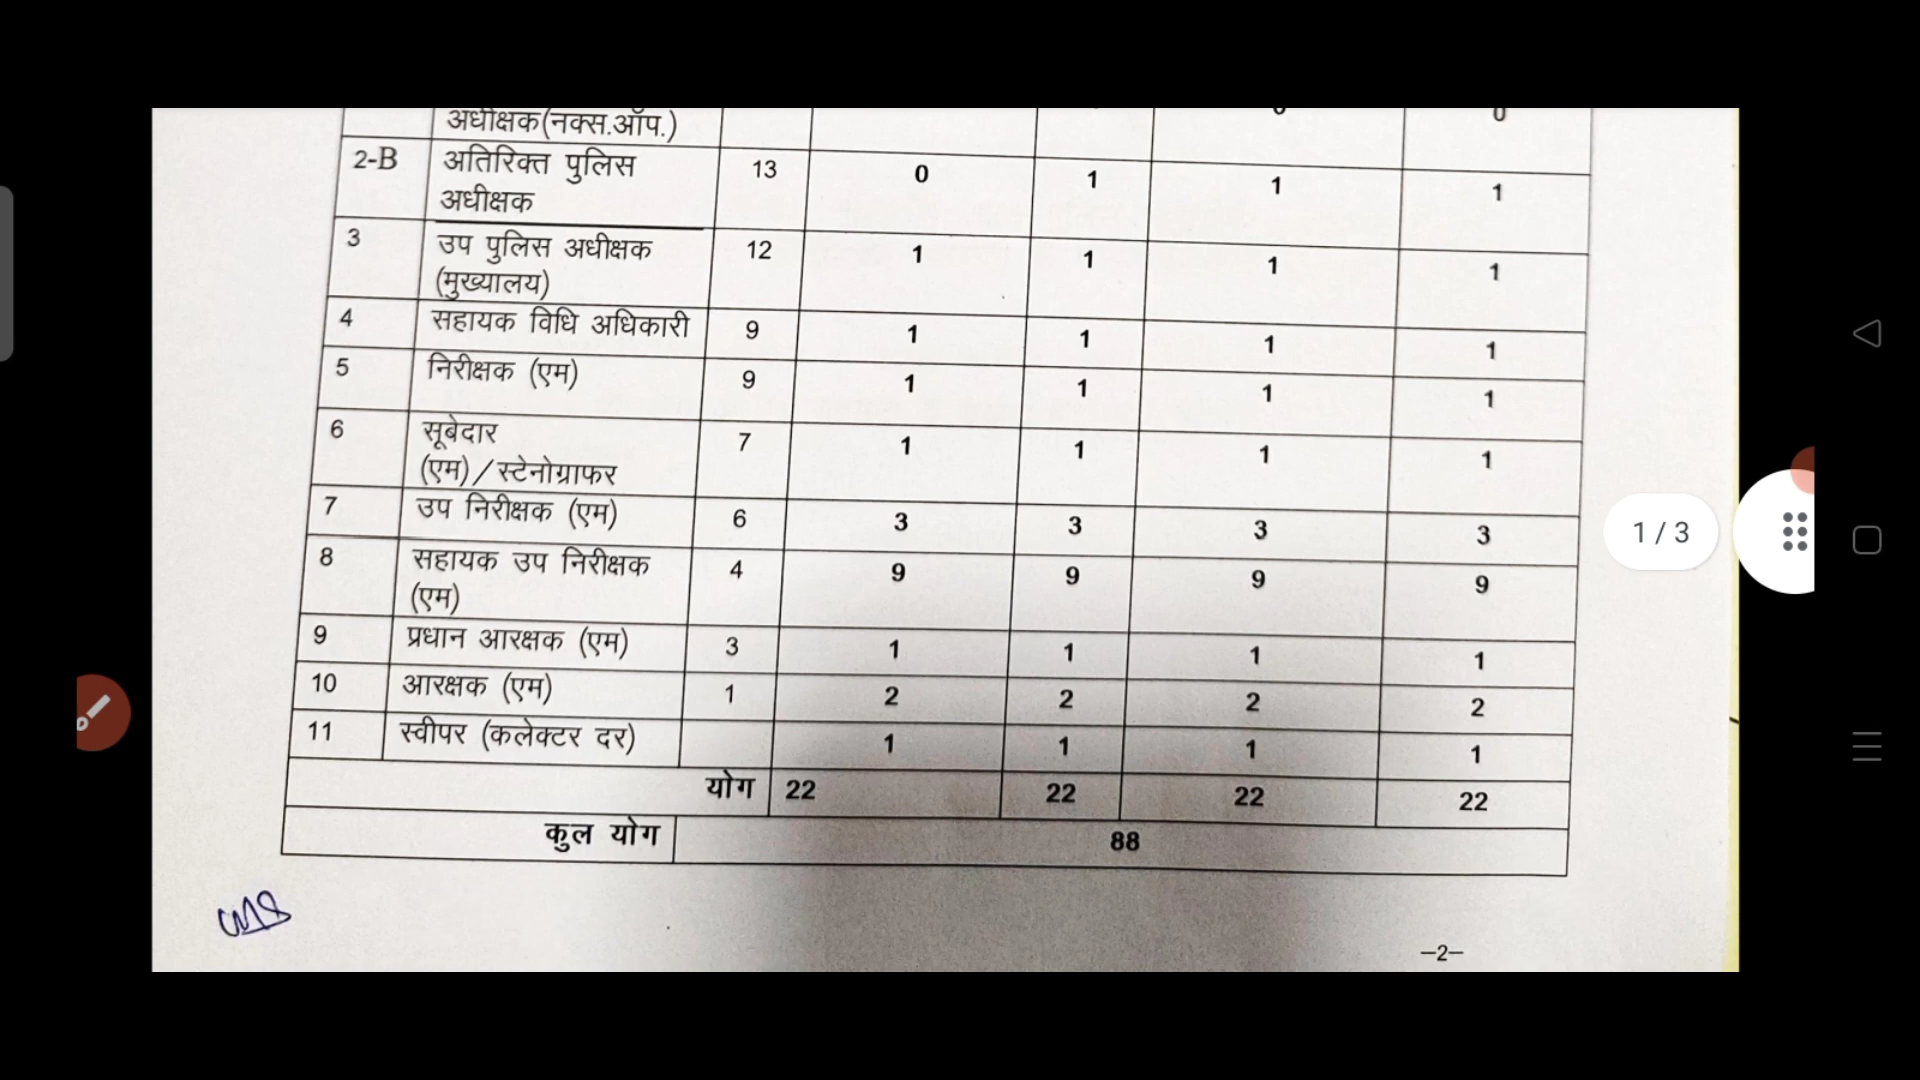 अधीक्षक(नक्स.ऑप.) 0 0
2-B अतिरिक्त पुलिस अधीक्षक 13 0 1 1 1
3 उप पुलिस अधीक्षक (मुख्यालय) 12 1 1 1 1
4 सहायक विधि अधिकारी 9 1 1 1 1
5 निरीक्षक (एम) 9 1 1 1 1
6 सूबेदार (एम)/स्टेनोग्राफर 7 1 1 1 1
7 उप निरीक्षक (एम) 6 3 3 3 3
8 सहायक उप निरीक्षक (एम) 4 9 9 9 9
9 प्रधान आरक्षक (एम) 3 1 1 1 1
10 आरक्षक (एम) 1 2 2 2 2
11 स्वीपर (कलेक्टर दर) 1 1 1 1
योग 22 22 22 22
कुल योग 88
–2–
1 / 3